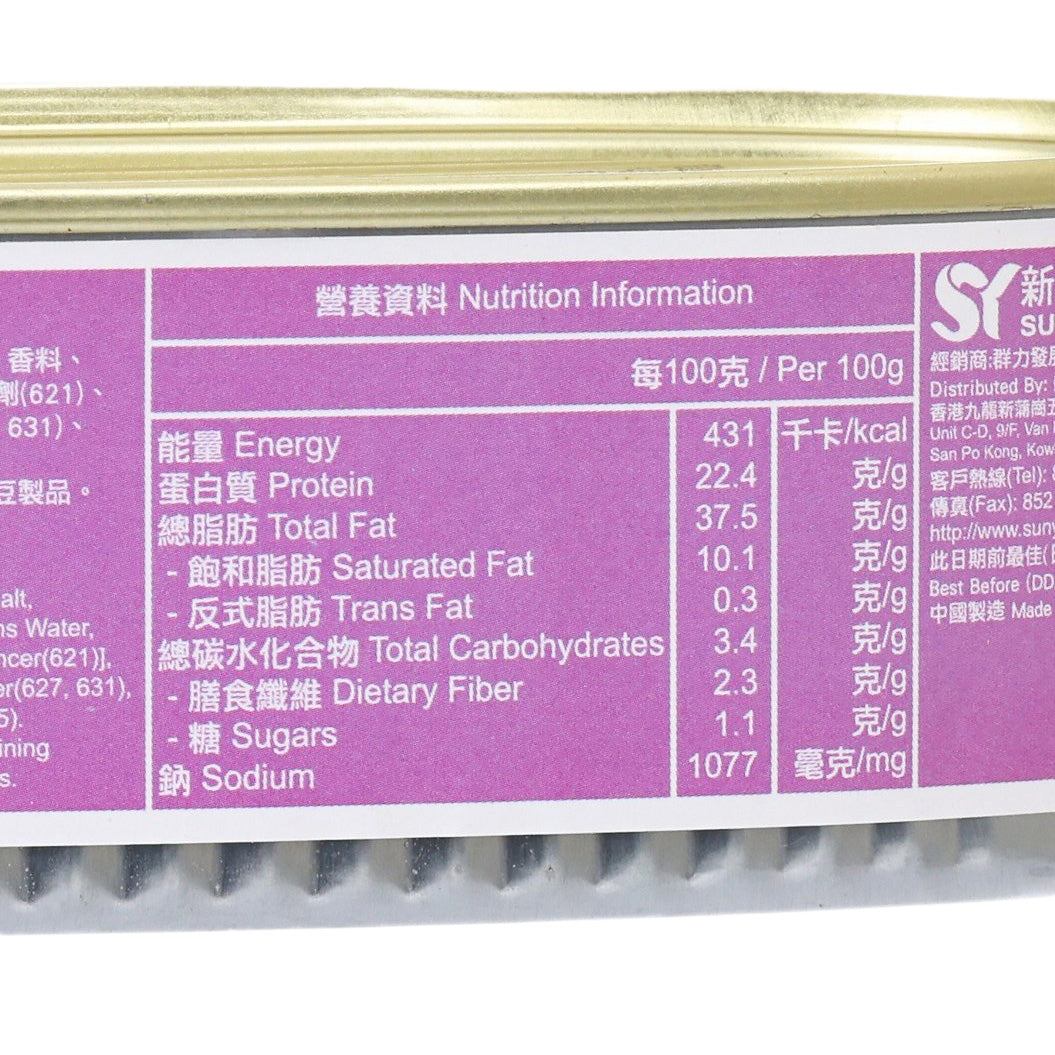 香料、
劑(621)、
631)、
豆製品。
alt,
ns Water,
ncer(621)],
er(627, 631),
5).
ining
s.
營養資料 Nutrition Information
每100克 / Per 100g
能量 Energy 431 千卡/kcal
蛋白質 Protein 22.4 克/g
總脂肪 Total Fat 37.5 克/g
- 飽和脂肪 Saturated Fat 10.1 克/g
- 反式脂肪 Trans Fat 0.3 克/g
總碳水化合物 Total Carbohydrates 3.4 克/g
- 膳食纖維 Dietary Fiber 2.3 克/g
- 糖 Sugars 1.1 克/g
鈉 Sodium 1077 毫克/mg
SY 新
su
經銷商:群力發展
Distributed By:
香港九龍新蒲崗五
Unit C-D, 9/F, Van
San Po Kong, Kow
客戶熱線(Tel):
傳真(Fax): 852
http://www.suny
此日期前最佳(
Best Before (DD
中國製造 Made